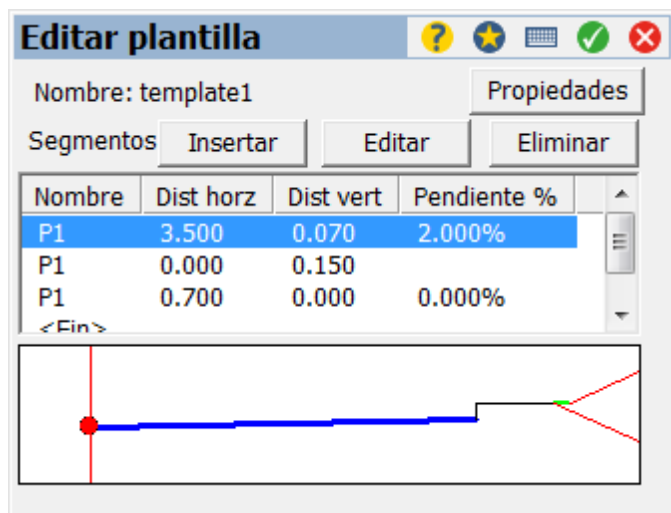 Editar plantilla
Nombre: template1
Propiedades
Segmentos Insertar Editar Eliminar
Nombre Dist horz Dist vert Pendiente %
P1 3.500 0.070 2.000%
P1 0.000 0.150
P1 0.700 0.000 0.000%
<Fin>